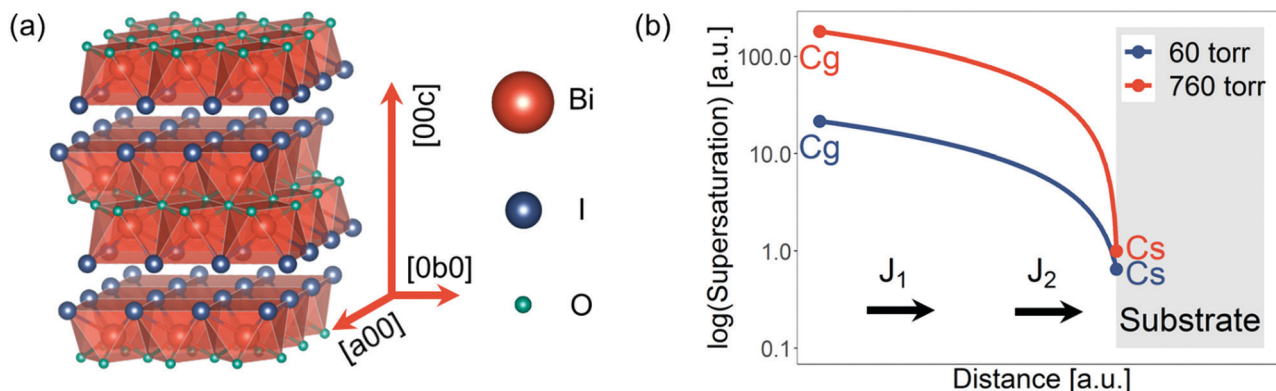 (a)
[00c]
[0b0]
[a00]
Bi
I
O
(b)
log(Supersaturation) [a.u.]
100.0
10.0
1.0
0.1
Cg
Cg
60 torr
760 torr
Cs
Cs
J1
J2
Substrate
Distance [a.u.]